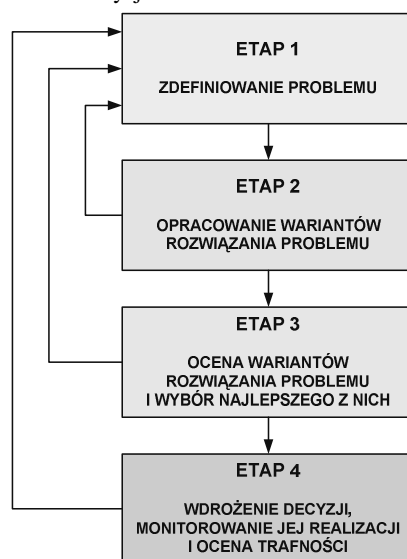 ETAP 1
ZDEFINIOWANIE PROBLEMU
ETAP 2
OPRACOWANIE WARIANTÓW
ROZWIĄZANIA PROBLEMU
ETAP 3
OCENA WARIANTÓW
ROZWIĄZANIA PROBLEMU
I WYBÓR NAJLEPSZEGO Z NICH
ETAP 4
WDROŻENIE DECYZJI,
MONITOROWANIE JEJ REALIZACJI
I OCENA TRAFNOŚCI